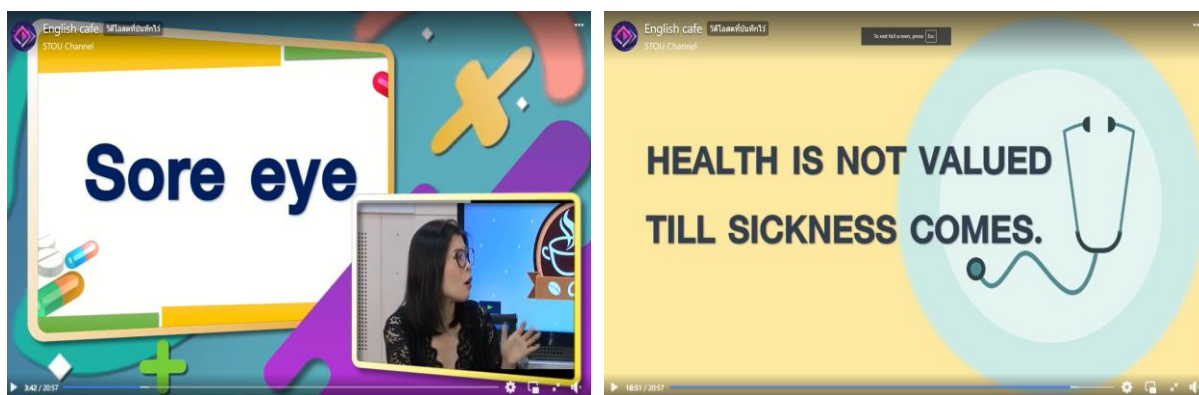 English cafe วิดีโอสดที่บันทึกไว้
STOU Channel
Sore eye
3:42 / 20:57
English cafe วิดีโอสดที่บันทึกไว้
STOU Channel
To exit full screen, press Esc
HEALTH IS NOT VALUED
TILL SICKNESS COMES.
18:51 / 20:57